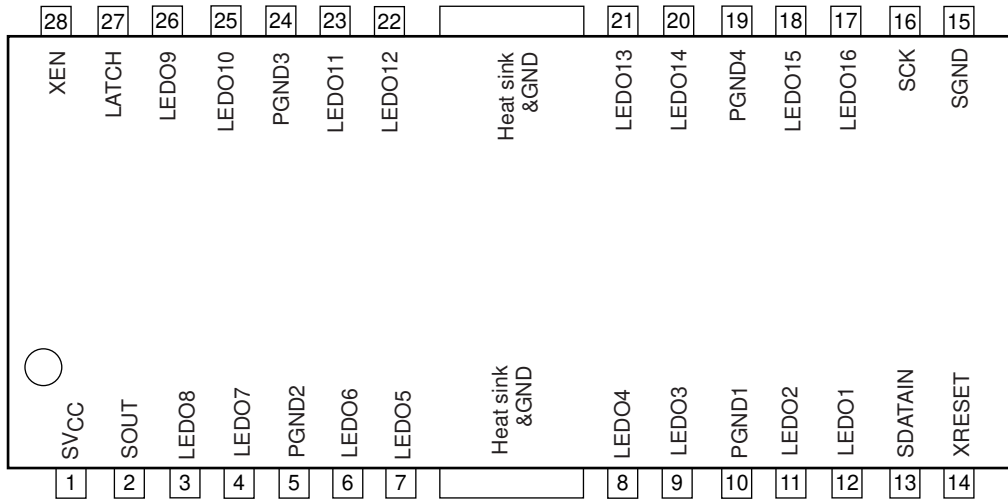 28 27 26 25 24 23 22 21 20 19 18 17 16 15
XEN
LATCH
LEDO9
LEDO10
PGND3
LEDO11
LEDO12
Heat sink
&GND
LEDO13
LEDO14
PGND4
LEDO15
LEDO16
SCK
SGND
SVCC
SOUT
LEDO8
LEDO7
PGND2
LEDO6
LEDO5
Heat sink
&GND
LEDO4
LEDO3
PGND1
LEDO2
LEDO1
SDATAIN
XRESET
1 2 3 4 5 6 7 8 9 10 11 12 13 14